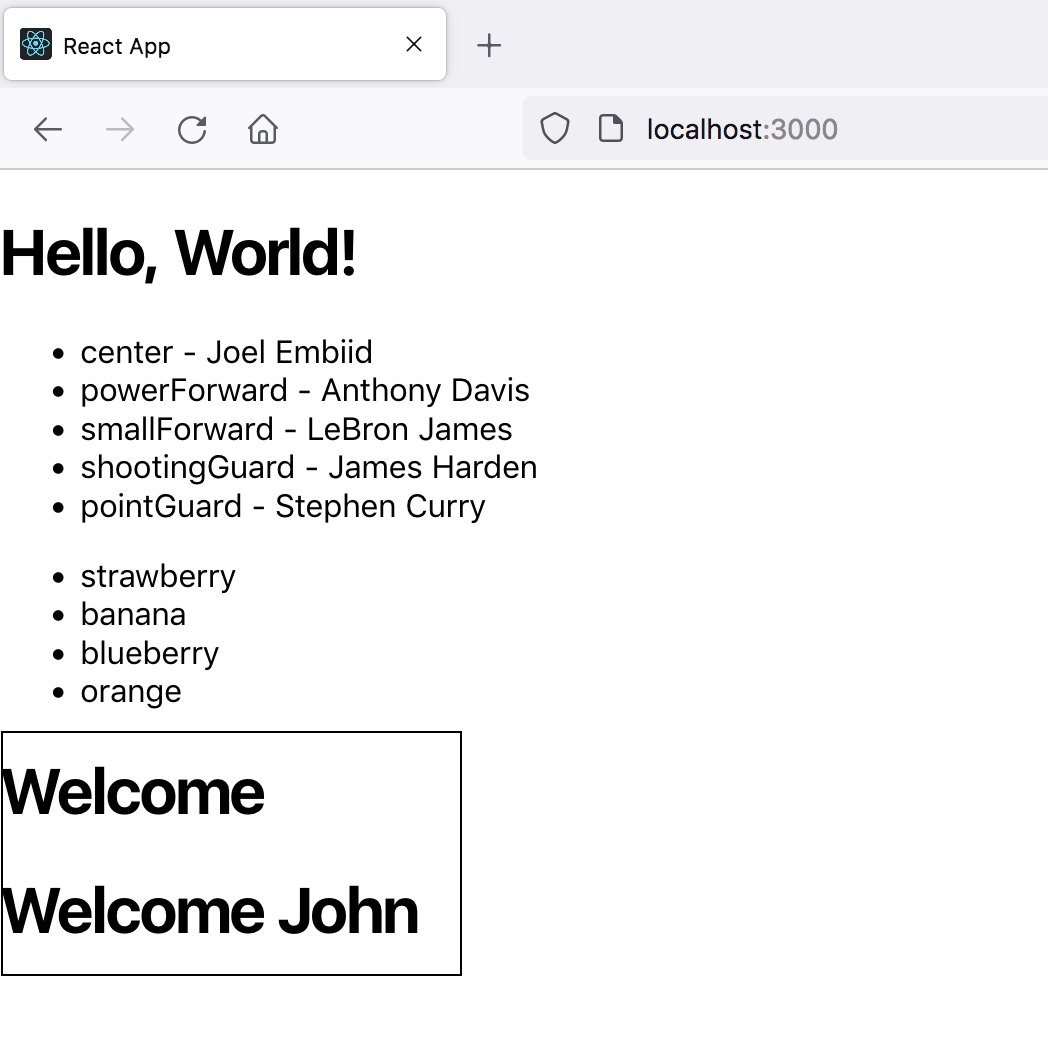 React App
localhost:3000
Hello, World!
center - Joel Embiid
powerForward - Anthony Davis
smallForward - LeBron James
shootingGuard - James Harden
pointGuard - Stephen Curry
strawberry
banana
blueberry
orange
Welcome
Welcome John